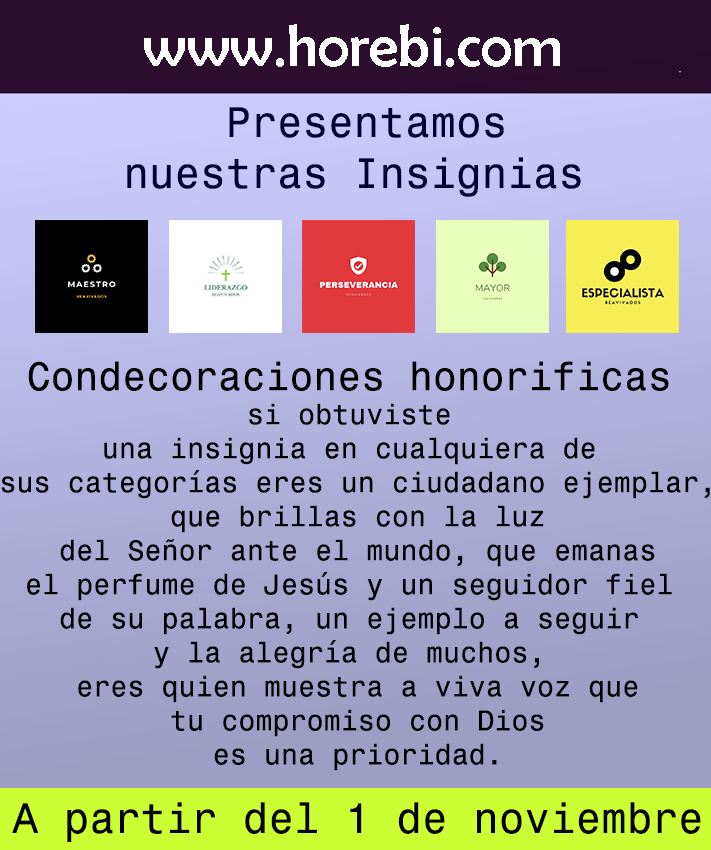 www.horebi.com
Presentamos
nuestras Insignias
MAESTRO
REAVIVADOS
LIDERAZGO
REAVIVADOS
PERSEVERANCIA
REAVIVADOS
MAYOR
REAVIVADOS
ESPECIALISTA
REAVIVADOS
Condecoraciones honorificas
si obtuviste
una insignia en cualquiera de
sus categorías eres un ciudadano ejemplar,
que brillas con la luz
del Señor ante el mundo, que emanas
el perfume de Jesús y un seguidor fiel
de su palabra, un ejemplo a seguir
y la alegría de muchos,
eres quien muestra a viva voz que
tu compromiso con Dios
es una prioridad.
A partir del 1 de noviembre